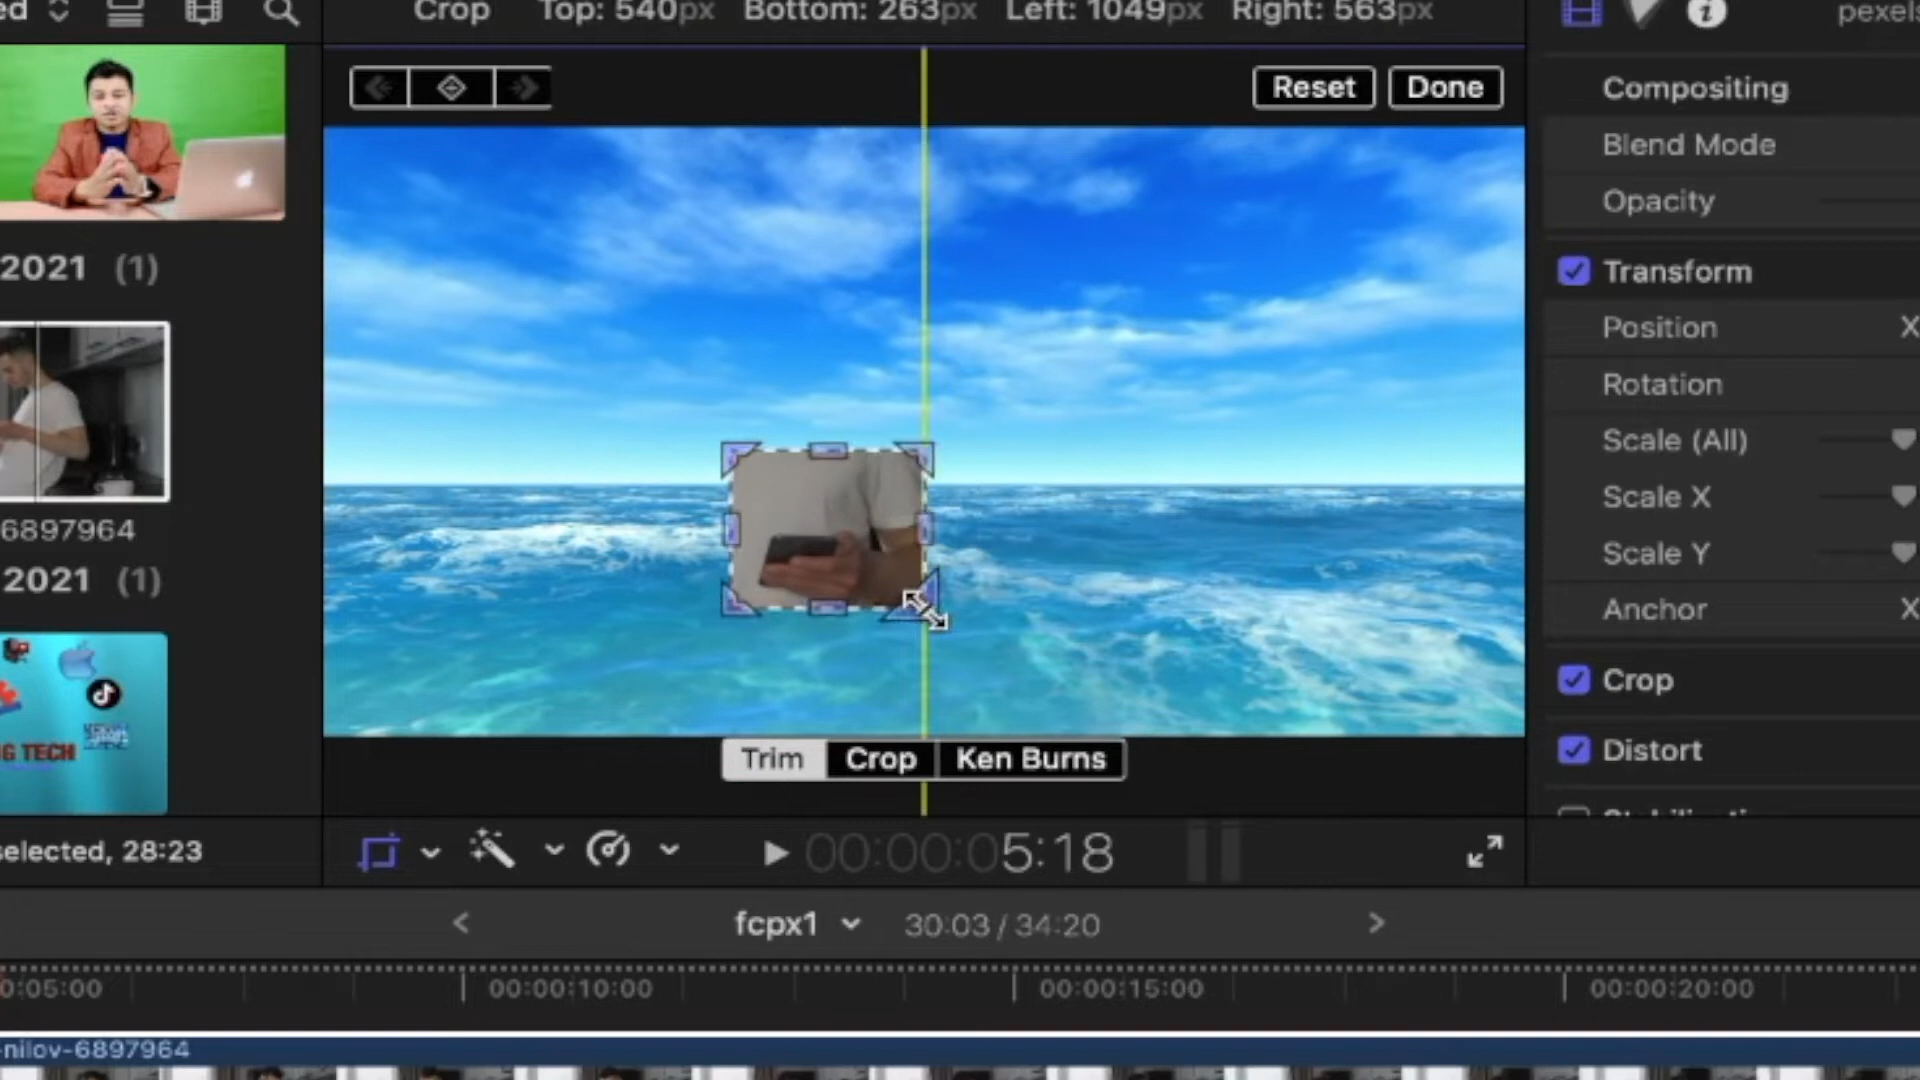 ed
Crop Top: 540px Bottom: 263px Left: 1049px Right: 563px
pexels
Reset Done
Compositing
Blend Mode
Opacity
2021 (1)
Transform
Position X
Rotation
Scale (All)
Scale X
6897964
Scale Y
2021 (1)
Anchor X
Crop
G TECH
Distort
Trim Crop Ken Burns
selected, 28:23
00:00:05:18
fcpx1 30:03 / 34:20
0:05:00 00:00:10:00 00:00:15:00 00:00:20:00
-nilov-6897964